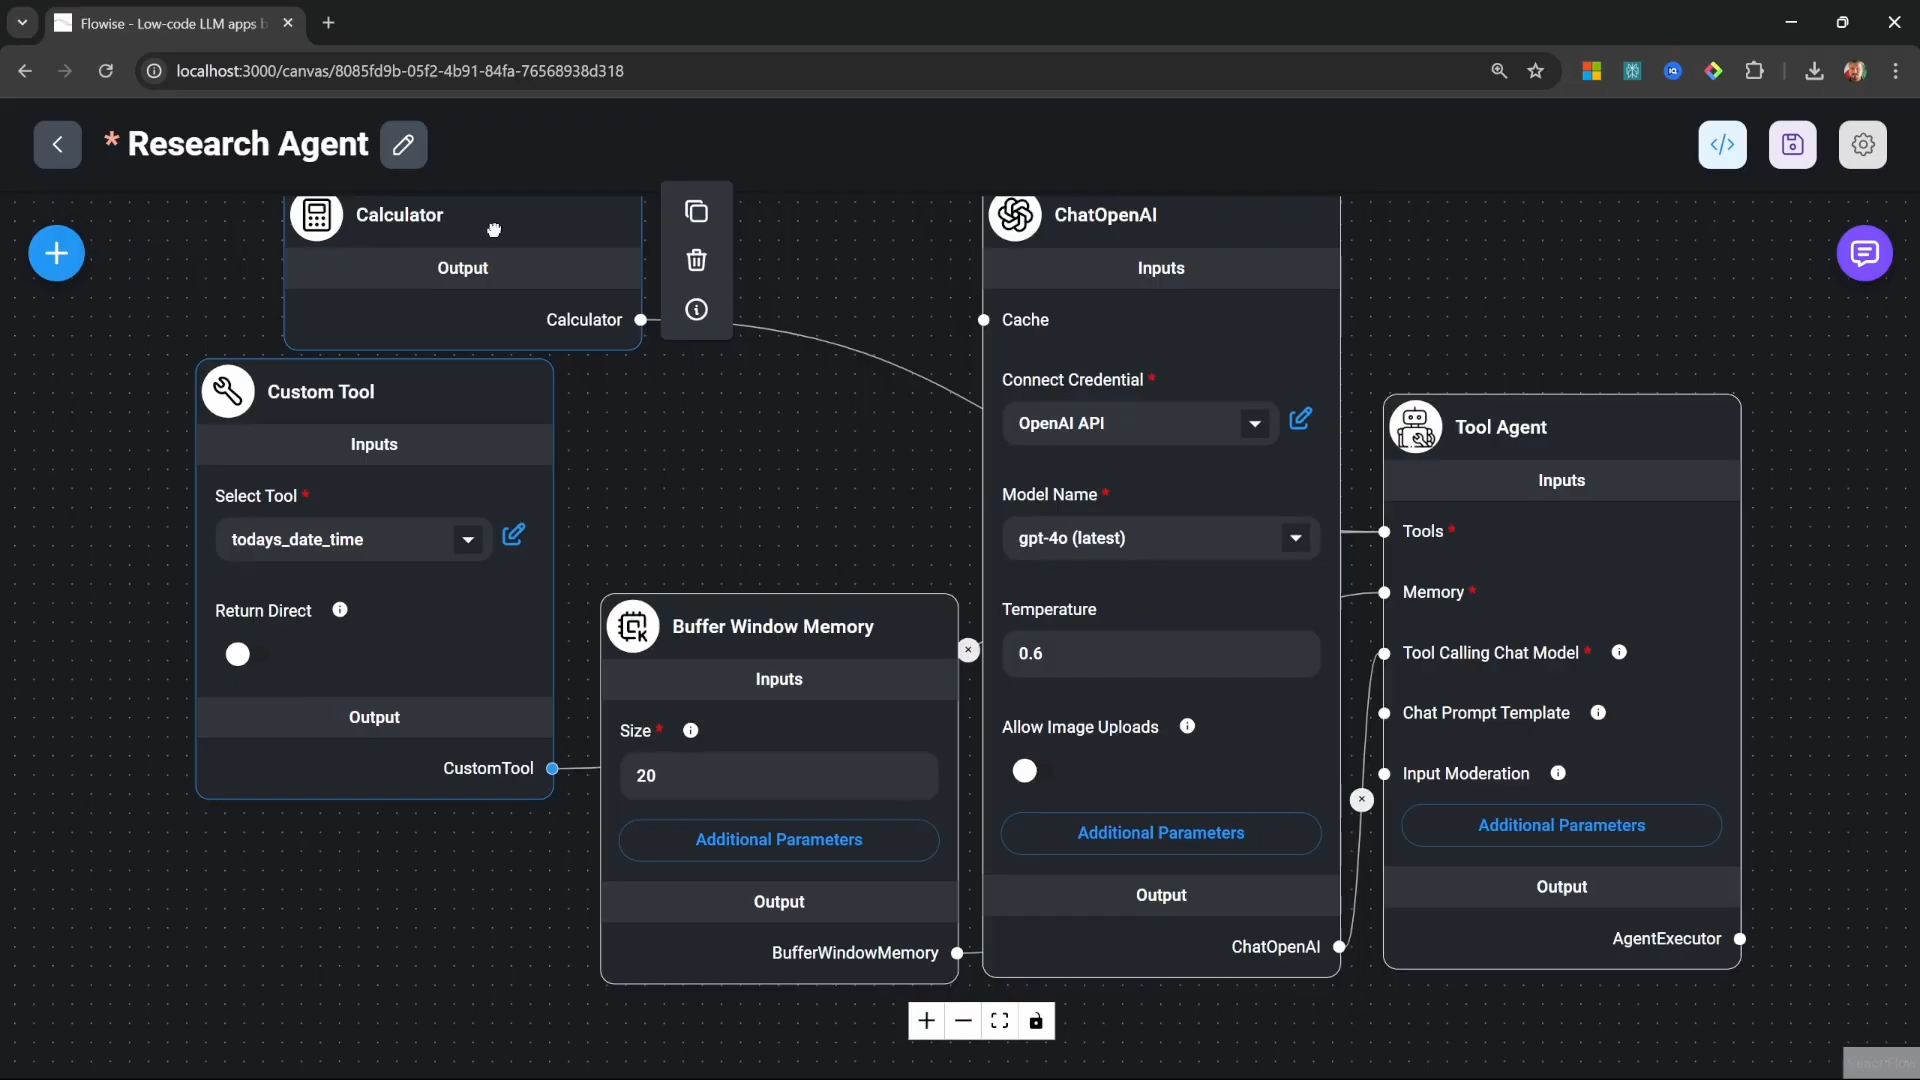 Flowise - Low-code LLM apps b
localhost:3000/canvas/8085fd9b-05f2-4b91-84fa-76568938d318
* Research Agent
Calculator
Output
Calculator
Custom Tool
Inputs
Select Tool *
todays_date_time
Return Direct
Output
CustomTool
Buffer Window Memory
Inputs
Size *
20
Additional Parameters
Output
BufferWindowMemory
ChatOpenAI
Inputs
Cache
Connect Credential *
OpenAI API
Model Name *
gpt-4o (latest)
Temperature
0.6
Allow Image Uploads
Additional Parameters
Output
ChatOpenAI
Tool Agent
Inputs
Tools *
Memory *
Tool Calling Chat Model *
Chat Prompt Template
Input Moderation
Additional Parameters
Output
AgentExecutor